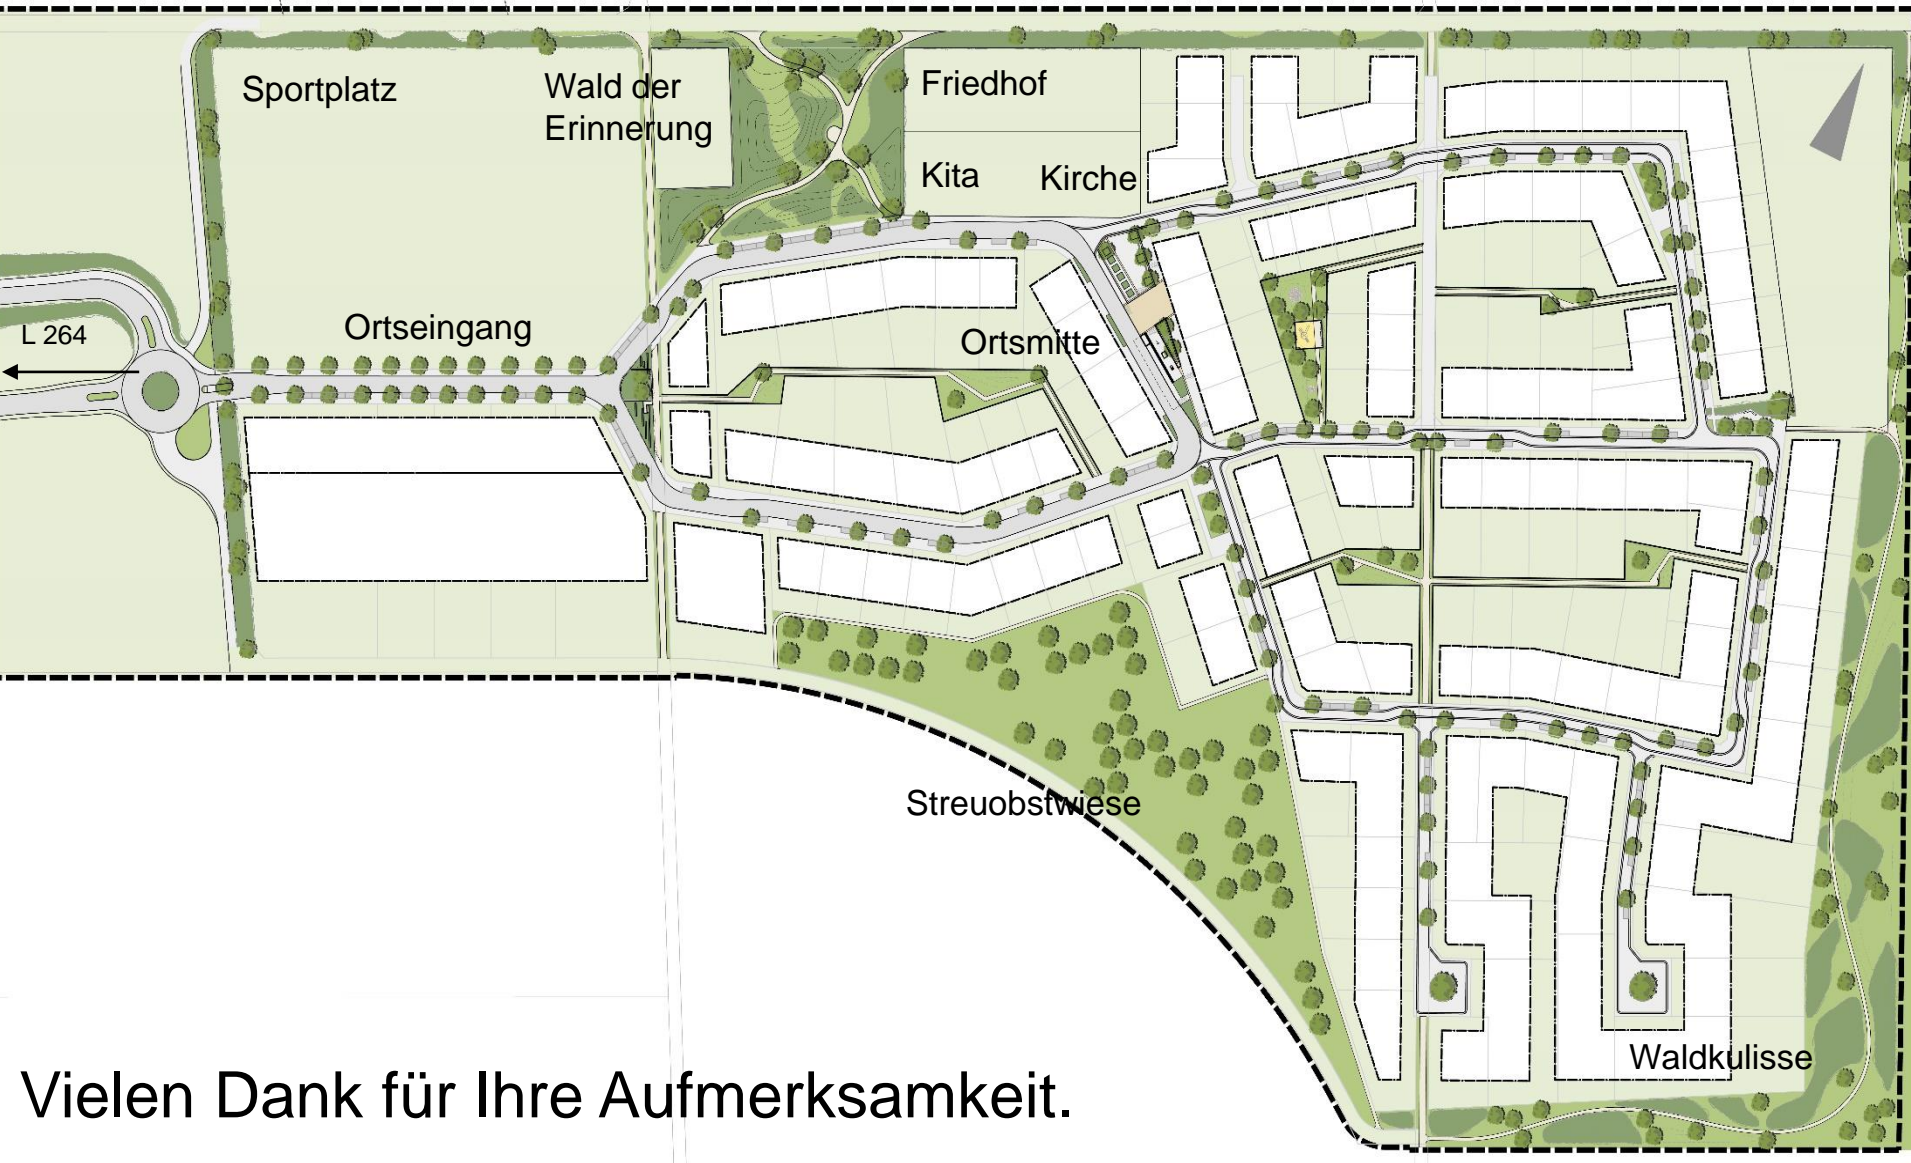 Sportplatz
Wald der
Erinnerung
Friedhof
Kita
Kirche
L 264
Ortseingang
Ortsmitte
Streuobstwiese
Waldkulisse
Vielen Dank für Ihre Aufmerksamkeit.